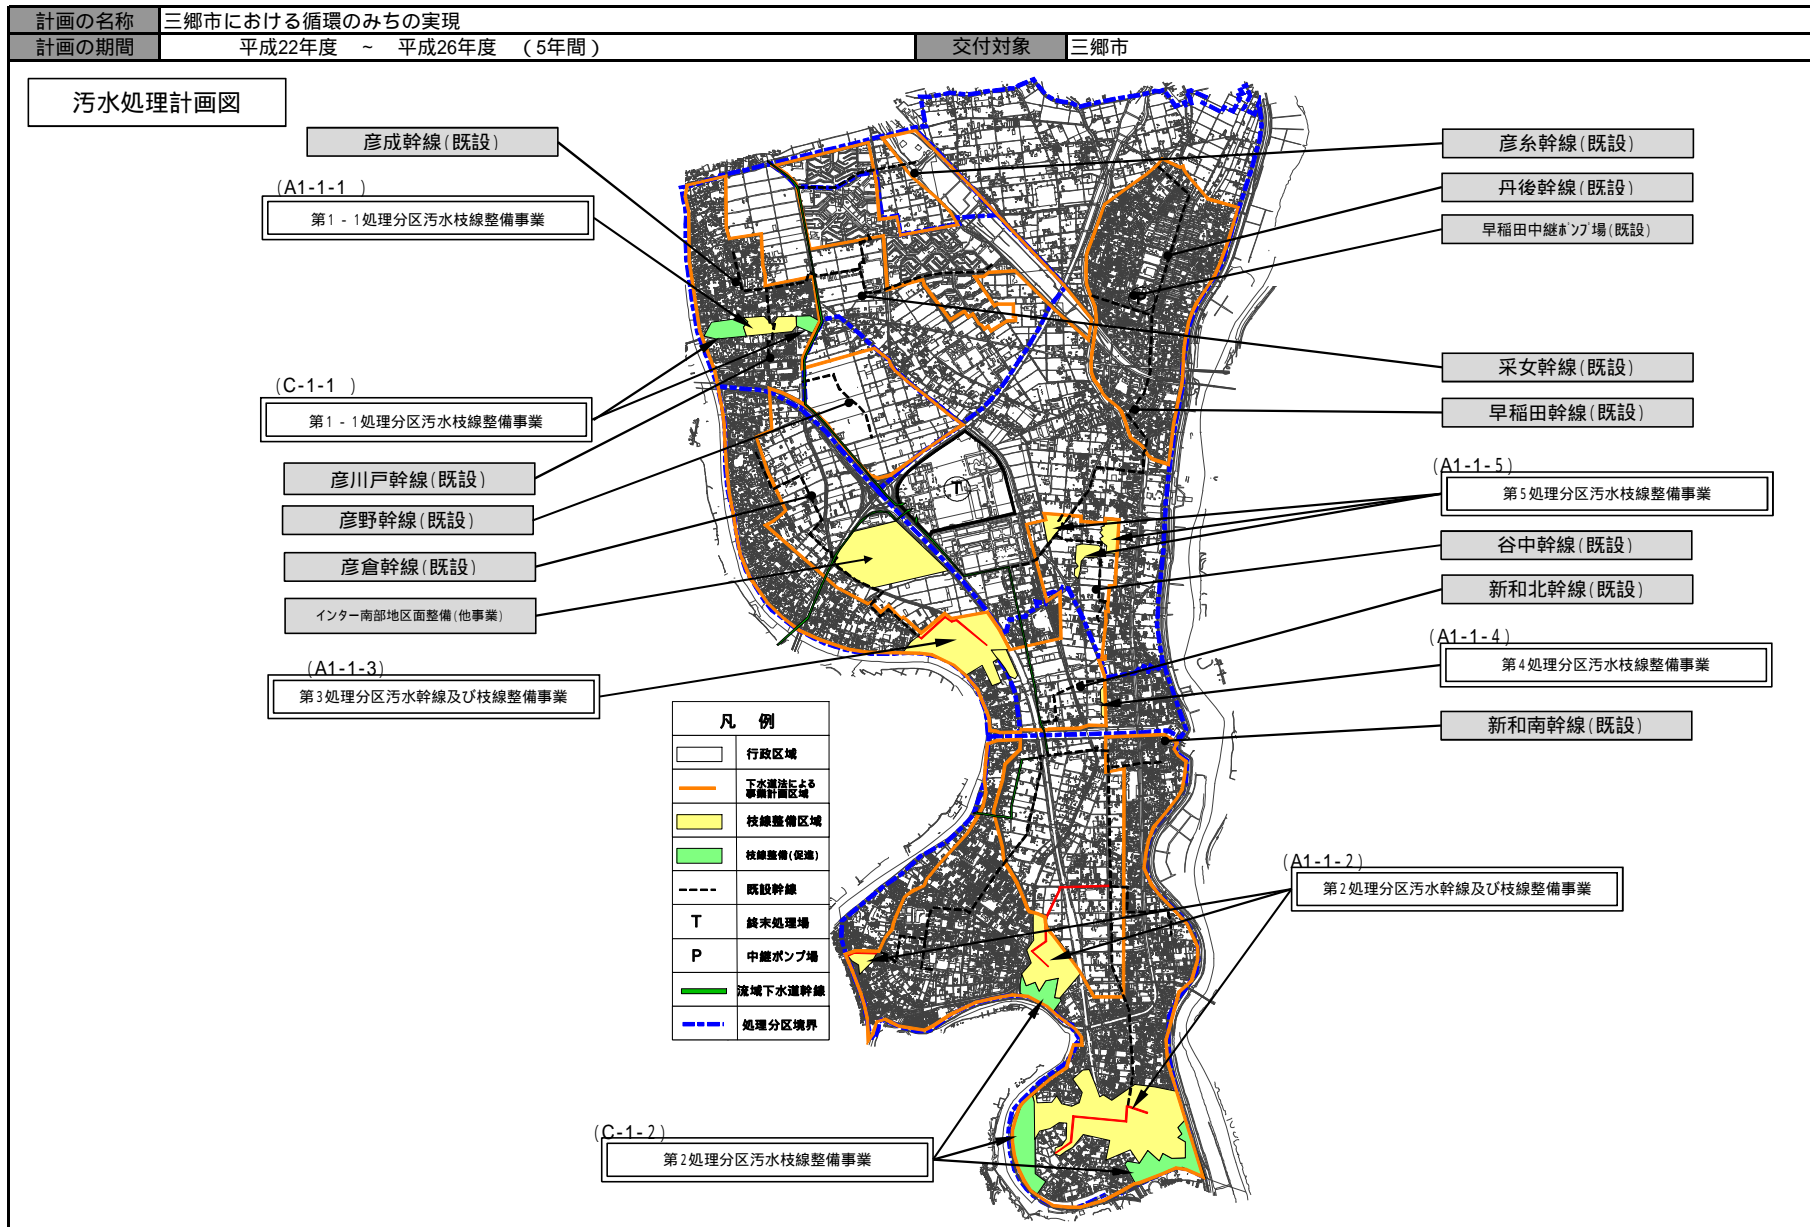 計画の名称 三郷市における循環のみちの実現
計画の期間 平成22年度 ~ 平成26年度 （5年間） 交付対象 三郷市
汚水処理計画図
彦成幹線(既設)
(A1-1-1 )
第1-1処理分区汚水枝線整備事業
(C-1-1 )
第1-1処理分区汚水枝線整備事業
彦川戸幹線(既設)
彦野幹線(既設)
彦倉幹線(既設)
インター南部地区面整備(他事業)
(A1-1-3)
第3処理分区汚水幹線及び枝線整備事業
彦糸幹線(既設)
丹後幹線(既設)
早稲田中継ﾎﾟﾝﾌﾟ場(既設)
采女幹線(既設)
早稲田幹線(既設)
(A1-1-5)
第5処理分区汚水枝線整備事業
谷中幹線(既設)
新和北幹線(既設)
(A1-1-4)
第4処理分区汚水枝線整備事業
新和南幹線(既設)
(A1-1-2)
第2処理分区汚水幹線及び枝線整備事業
(C-1-2)
第2処理分区汚水枝線整備事業
T
凡 例
行政区域
下水道法による
事業計画区域
枝線整備区域
枝線整備(促進)
既設幹線
T 終末処理場
P 中継ポンプ場
流域下水道幹線
処理分区境界